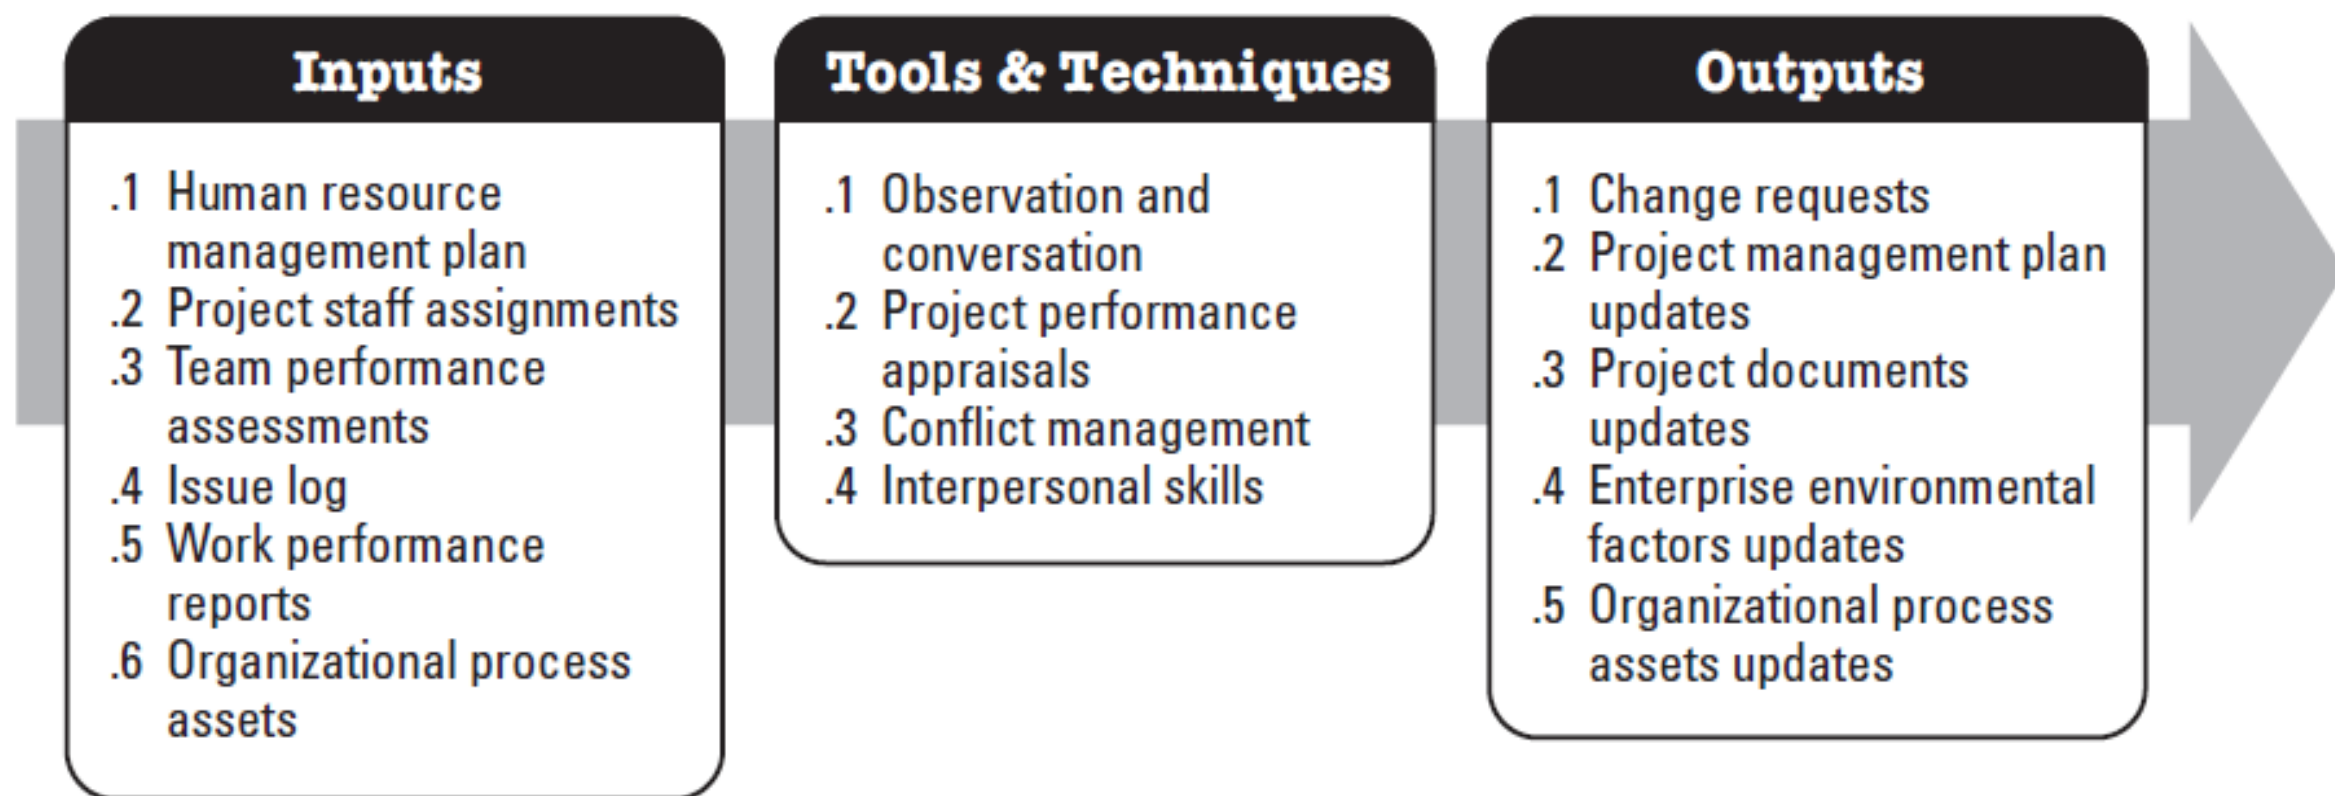 Inputs
.1 Human resource
management plan
.2 Project staff assignments
.3 Team performance
assessments
.4 Issue log
.5 Work performance
reports
.6 Organizational process
assets
Tools & Techniques
.1 Observation and
conversation
.2 Project performance
appraisals
.3 Conflict management
.4 Interpersonal skills
Outputs
.1 Change requests
.2 Project management plan
updates
.3 Project documents
updates
.4 Enterprise environmental
factors updates
.5 Organizational process
assets updates